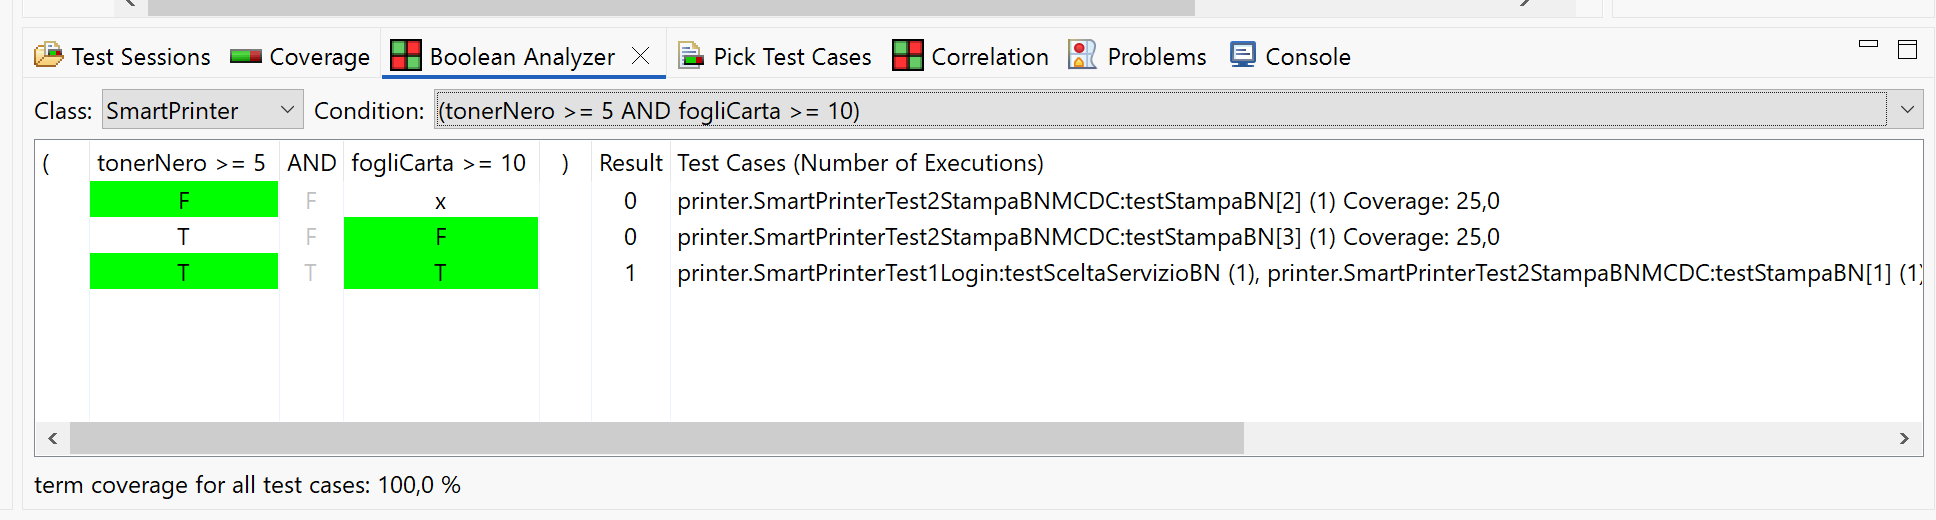 Test Sessions Coverage Boolean Analyzer Pick Test Cases Correlation Problems Console
Class: SmartPrinter Condition: (tonerNero >= 5 AND fogliCarta >= 10)
( tonerNero >= 5 AND fogliCarta >= 10 ) Result Test Cases (Number of Executions)
F F x 0 printer.SmartPrinterTest2StampaBNMCDC:testStampaBN[2] (1) Coverage: 25,0
T F F 0 printer.SmartPrinterTest2StampaBNMCDC:testStampaBN[3] (1) Coverage: 25,0
T T T 1 printer.SmartPrinterTest1Login:testSceltaServizioBN (1), printer.SmartPrinterTest2StampaBNMCDC:testStampaBN[1] (1)
term coverage for all test cases: 100,0 %